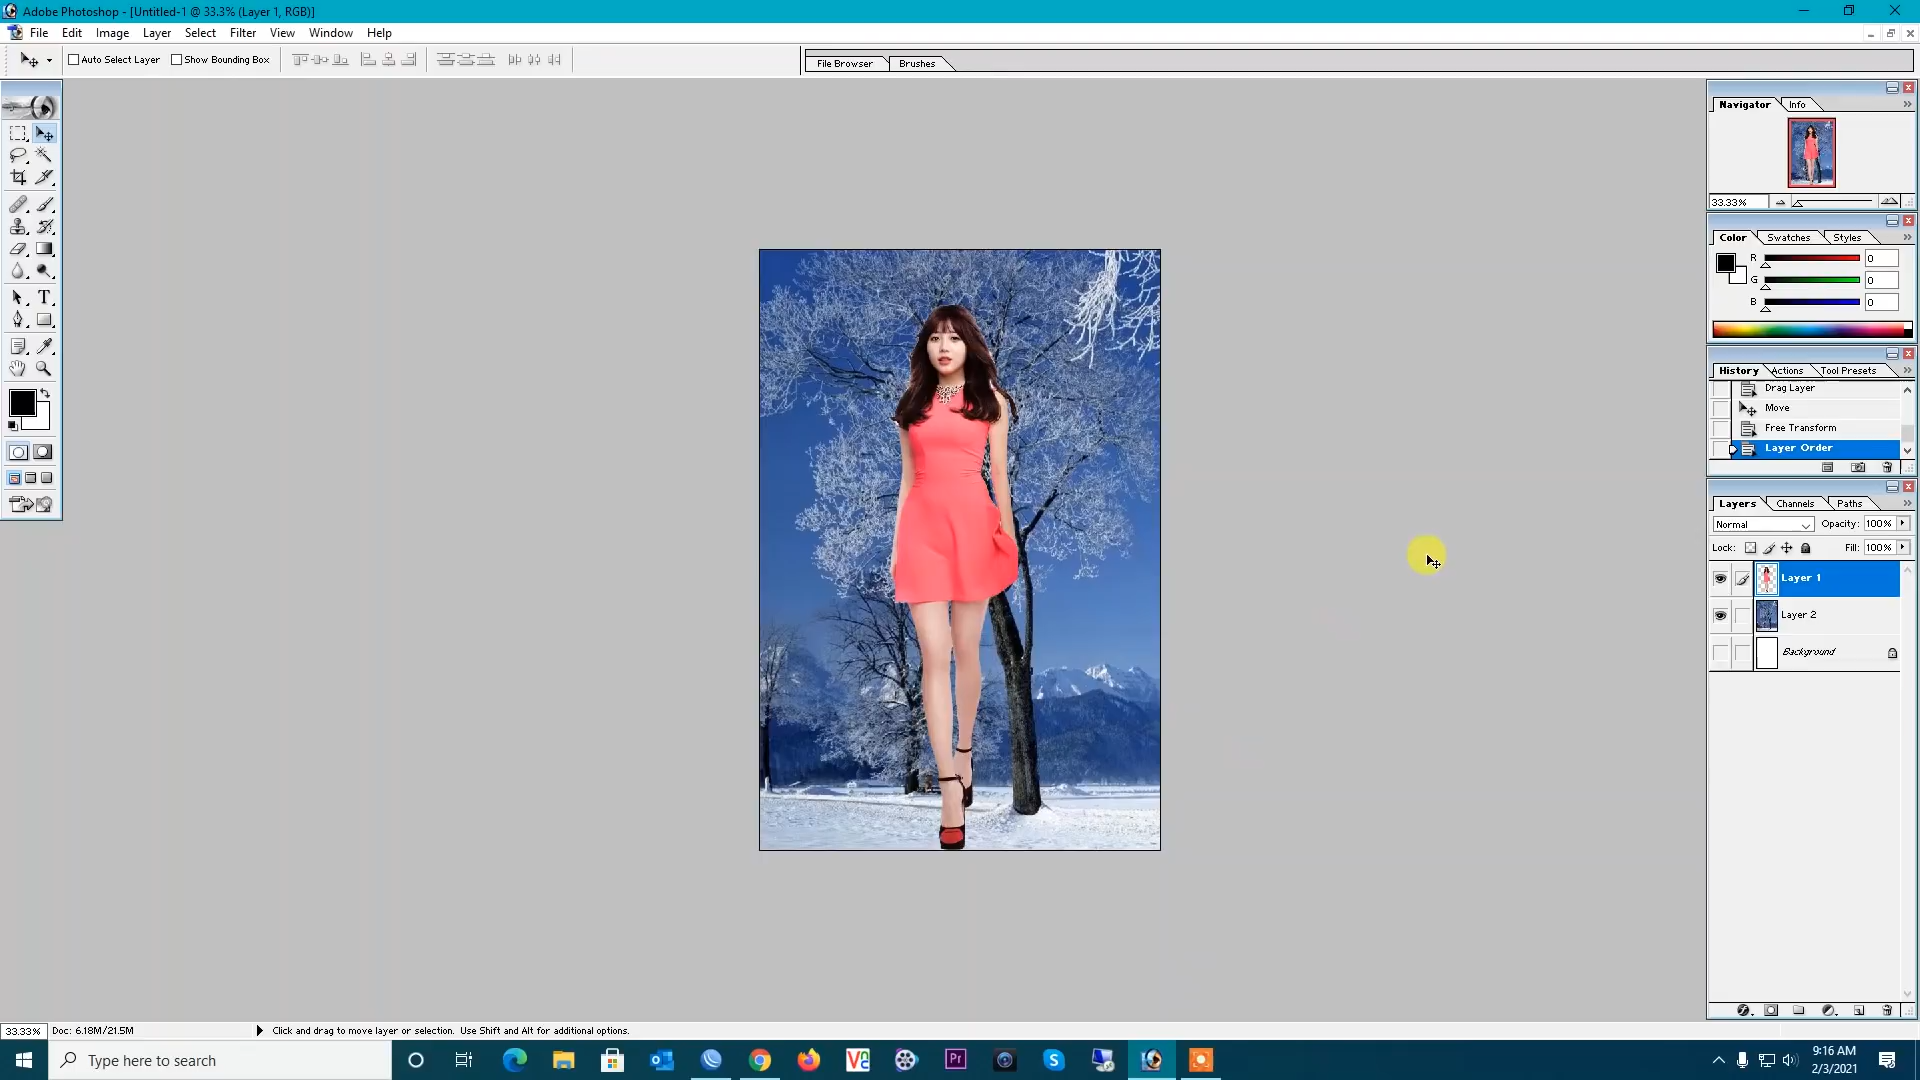 Adobe Photoshop - [Untitled-1 @ 33.3% (Layer 1, RGB)]
File Edit Image Layer Select Filter View Window Help
Auto Select Layer Show Bounding Box File Browser Brushes
Navigator Info
33.33%
Color Swatches Styles
R 0
G 0
B 0
History Actions Tool Presets
Drag Layer
Move
Free Transform
Layer Order
Layers Channels Paths
Normal Opacity: 100%
Lock: Fill: 100%
Layer 1
Layer 2
Background
33.33% Doc: 6.18M/21.5M Click and drag to move layer or selection. Use Shift and Alt for additional options.
Type here to search
9:16 AM
2/3/2021